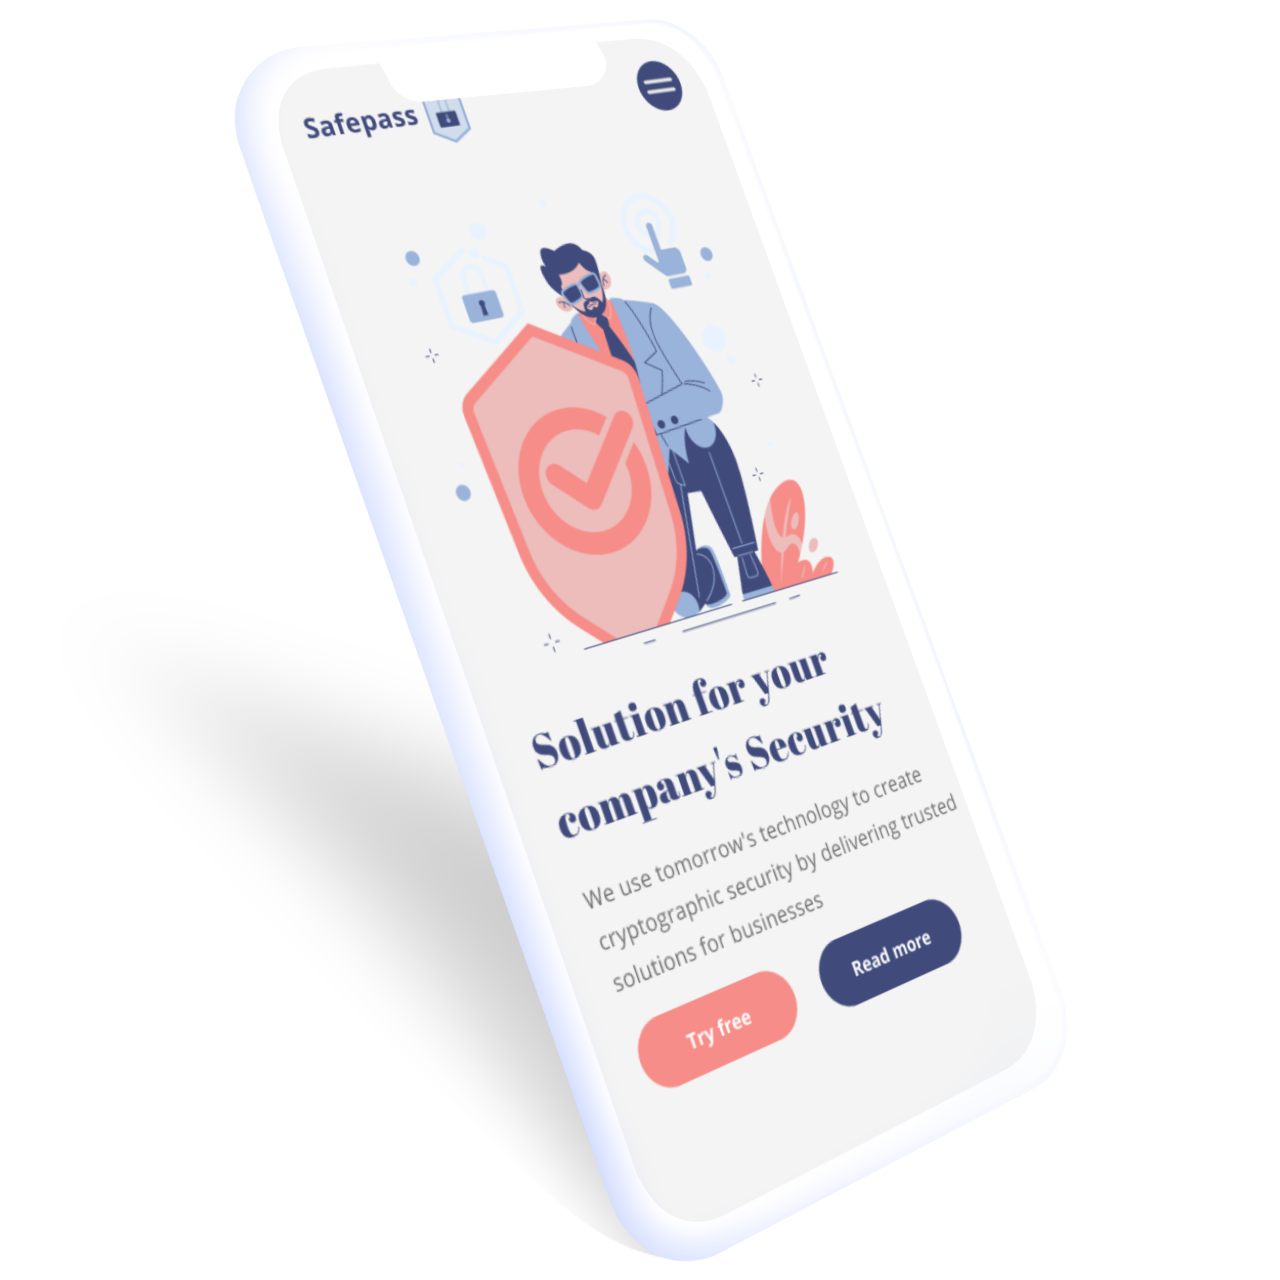 Safepass
Solution for your
company's Security
We use tomorrow's technology to create
cryptographic security by delivering trusted
solutions for businesses
Try free
Read more